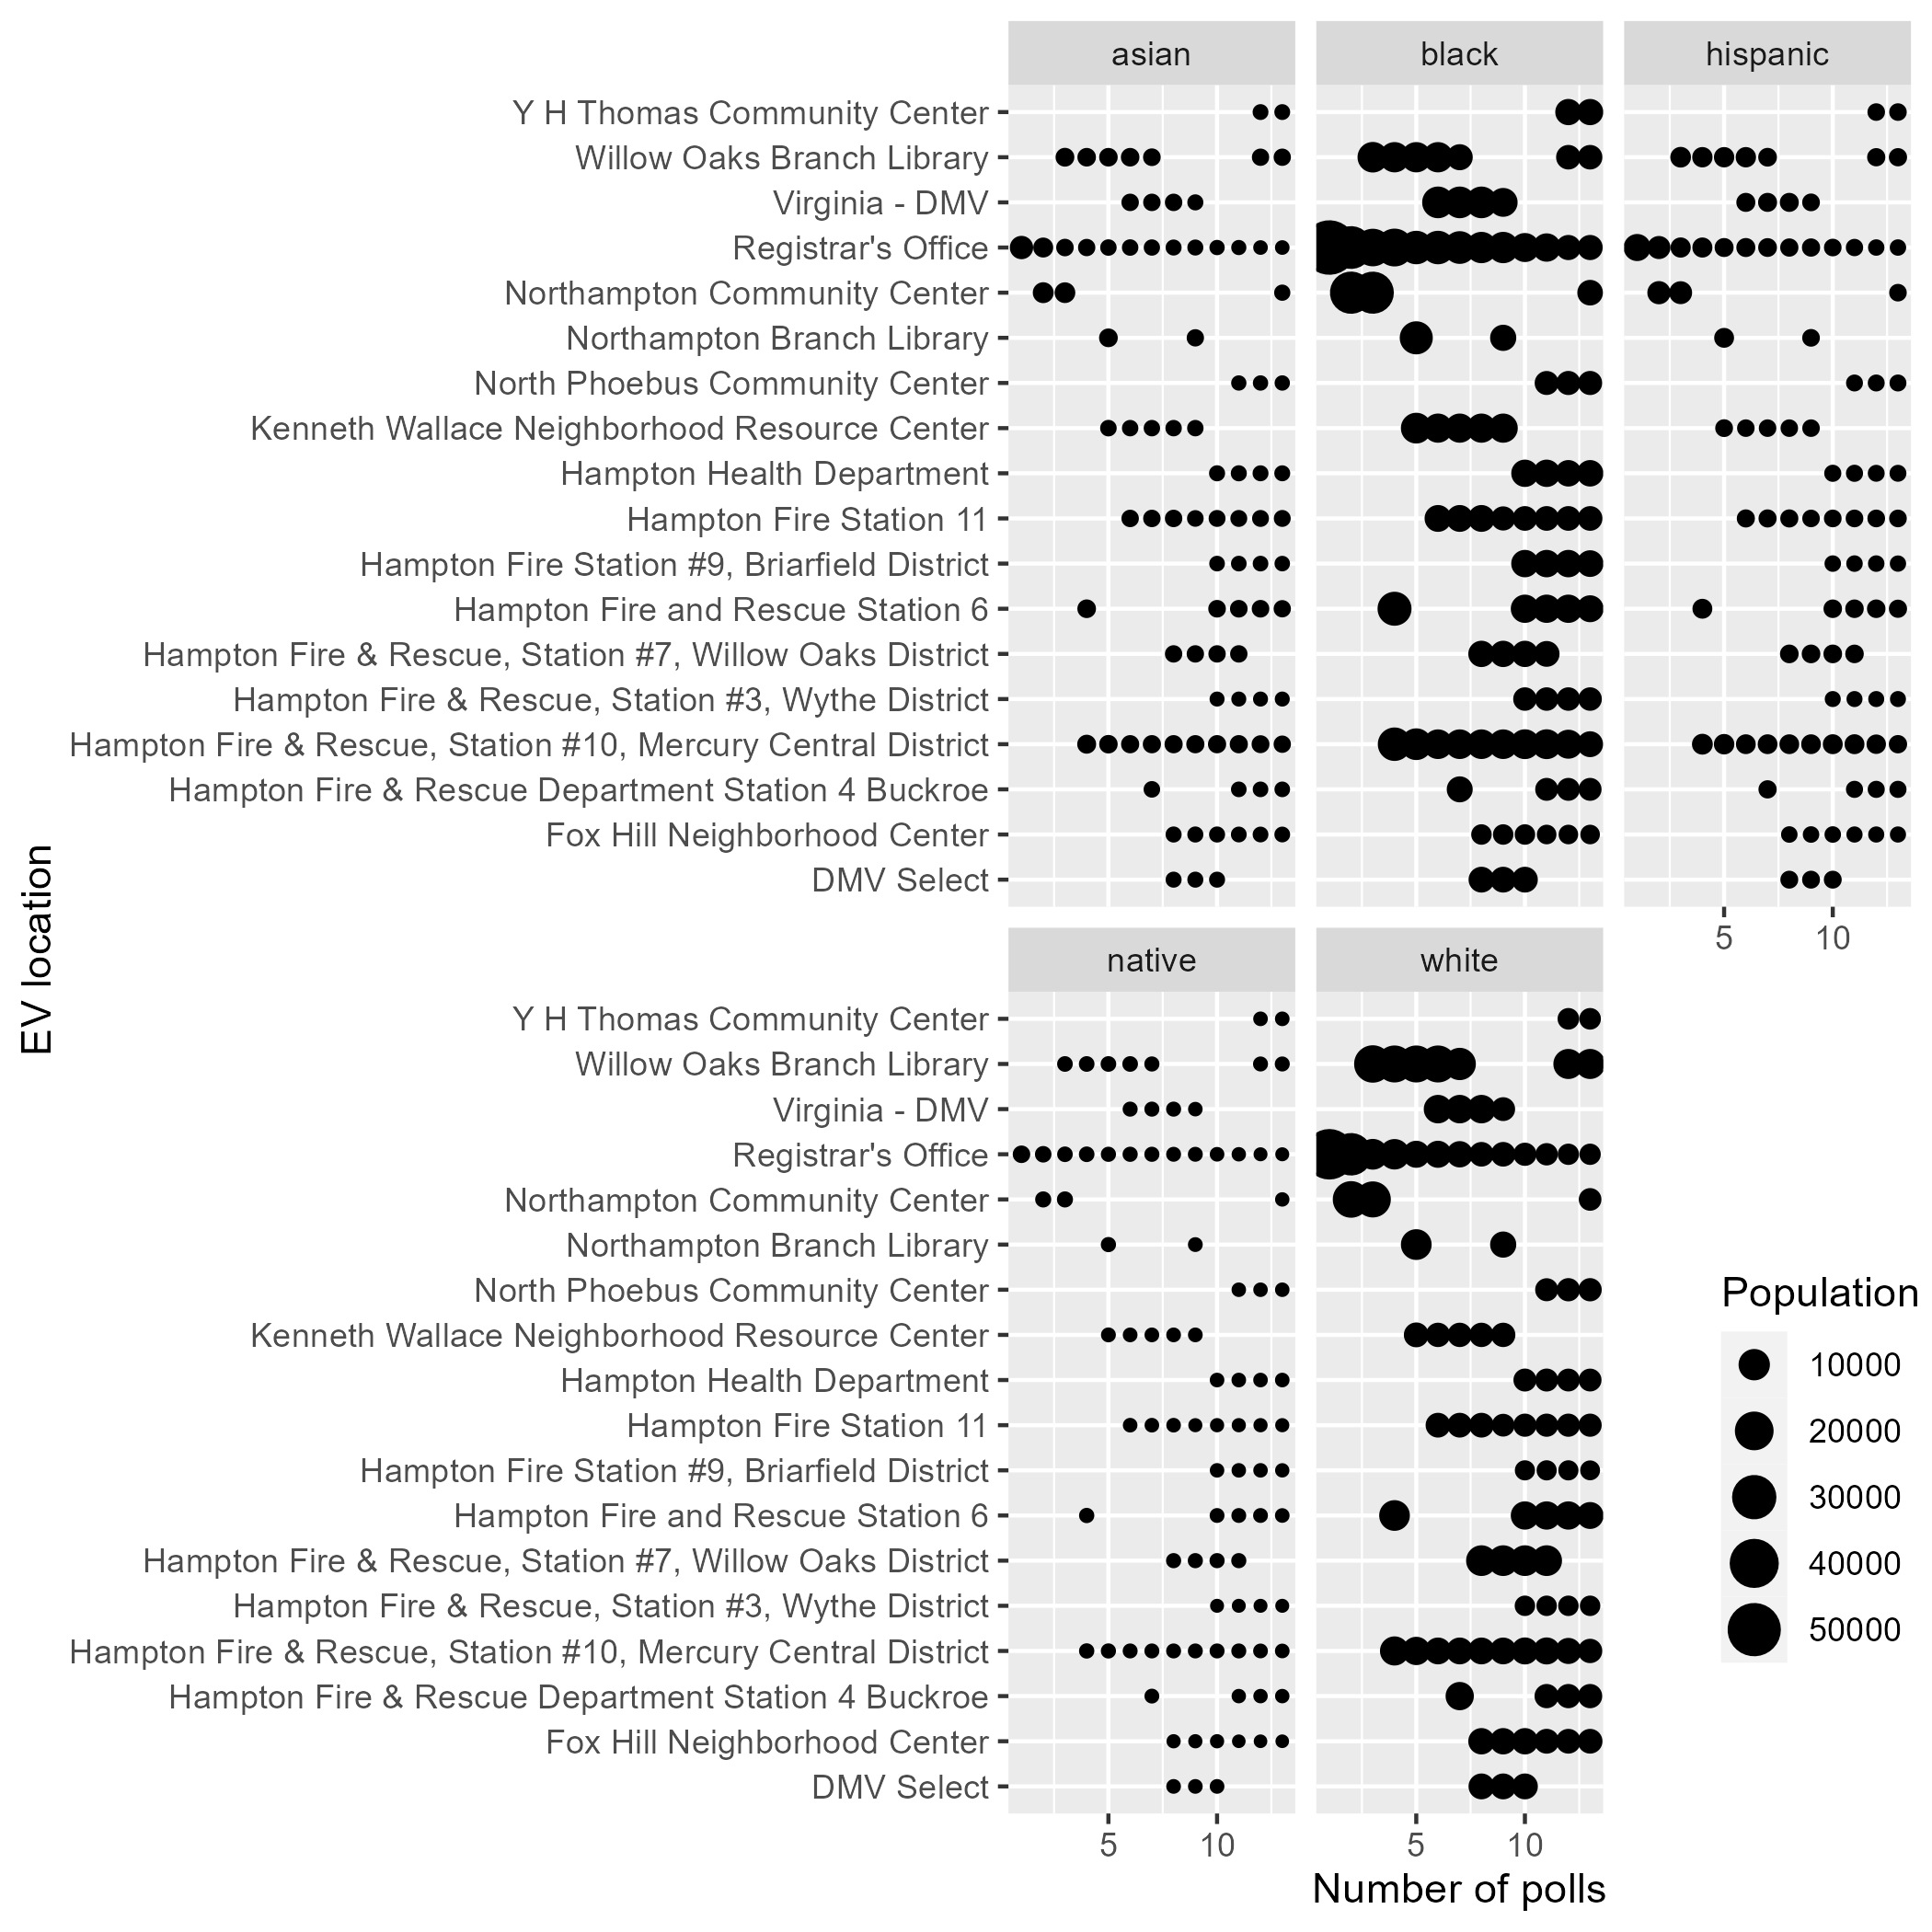 asian
black
hispanic
Y H Thomas Community Center
Willow Oaks Branch Library
Virginia - DMV
Registrar's Office
Northampton Community Center
Northampton Branch Library
North Phoebus Community Center
Kenneth Wallace Neighborhood Resource Center
Hampton Health Department
Hampton Fire Station 11
Hampton Fire Station #9, Briarfield District
Hampton Fire and Rescue Station 6
Hampton Fire & Rescue, Station #7, Willow Oaks District
Hampton Fire & Rescue, Station #3, Wythe District
Hampton Fire & Rescue, Station #10, Mercury Central District
Hampton Fire & Rescue Department Station 4 Buckroe
Fox Hill Neighborhood Center
DMV Select
5 10
EV location
native
white
Y H Thomas Community Center
Willow Oaks Branch Library
Virginia - DMV
Registrar's Office
Northampton Community Center
Northampton Branch Library
North Phoebus Community Center
Kenneth Wallace Neighborhood Resource Center
Hampton Health Department
Hampton Fire Station 11
Hampton Fire Station #9, Briarfield District
Hampton Fire and Rescue Station 6
Hampton Fire & Rescue, Station #7, Willow Oaks District
Hampton Fire & Rescue, Station #3, Wythe District
Hampton Fire & Rescue, Station #10, Mercury Central District
Hampton Fire & Rescue Department Station 4 Buckroe
Fox Hill Neighborhood Center
DMV Select
5 10
5 10
Number of polls
Population
10000
20000
30000
40000
50000